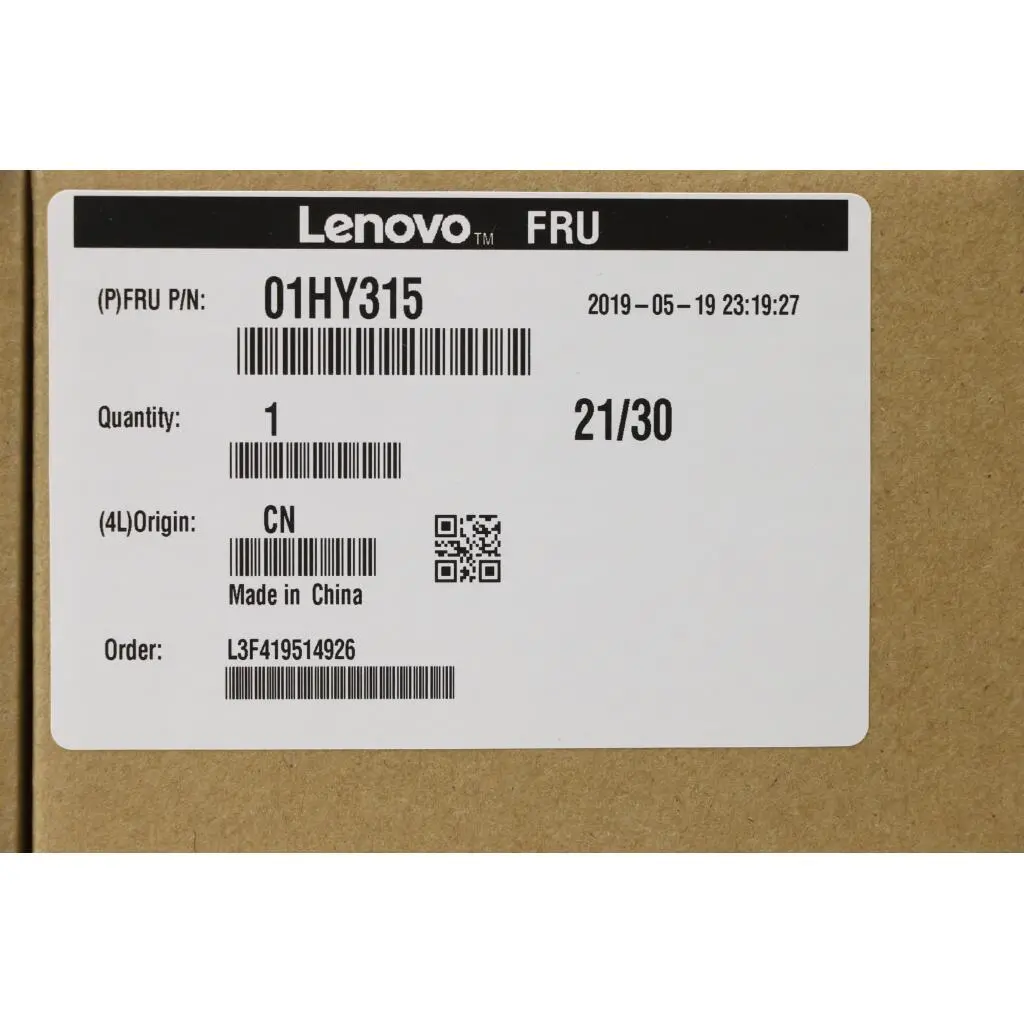 Lenovo™ FRU
(P)FRU P/N: 01HY315 2019-05-19 23:19:27
Quantity: 1 21/30
(4L)Origin: CN
Made in China
Order: L3F419514926